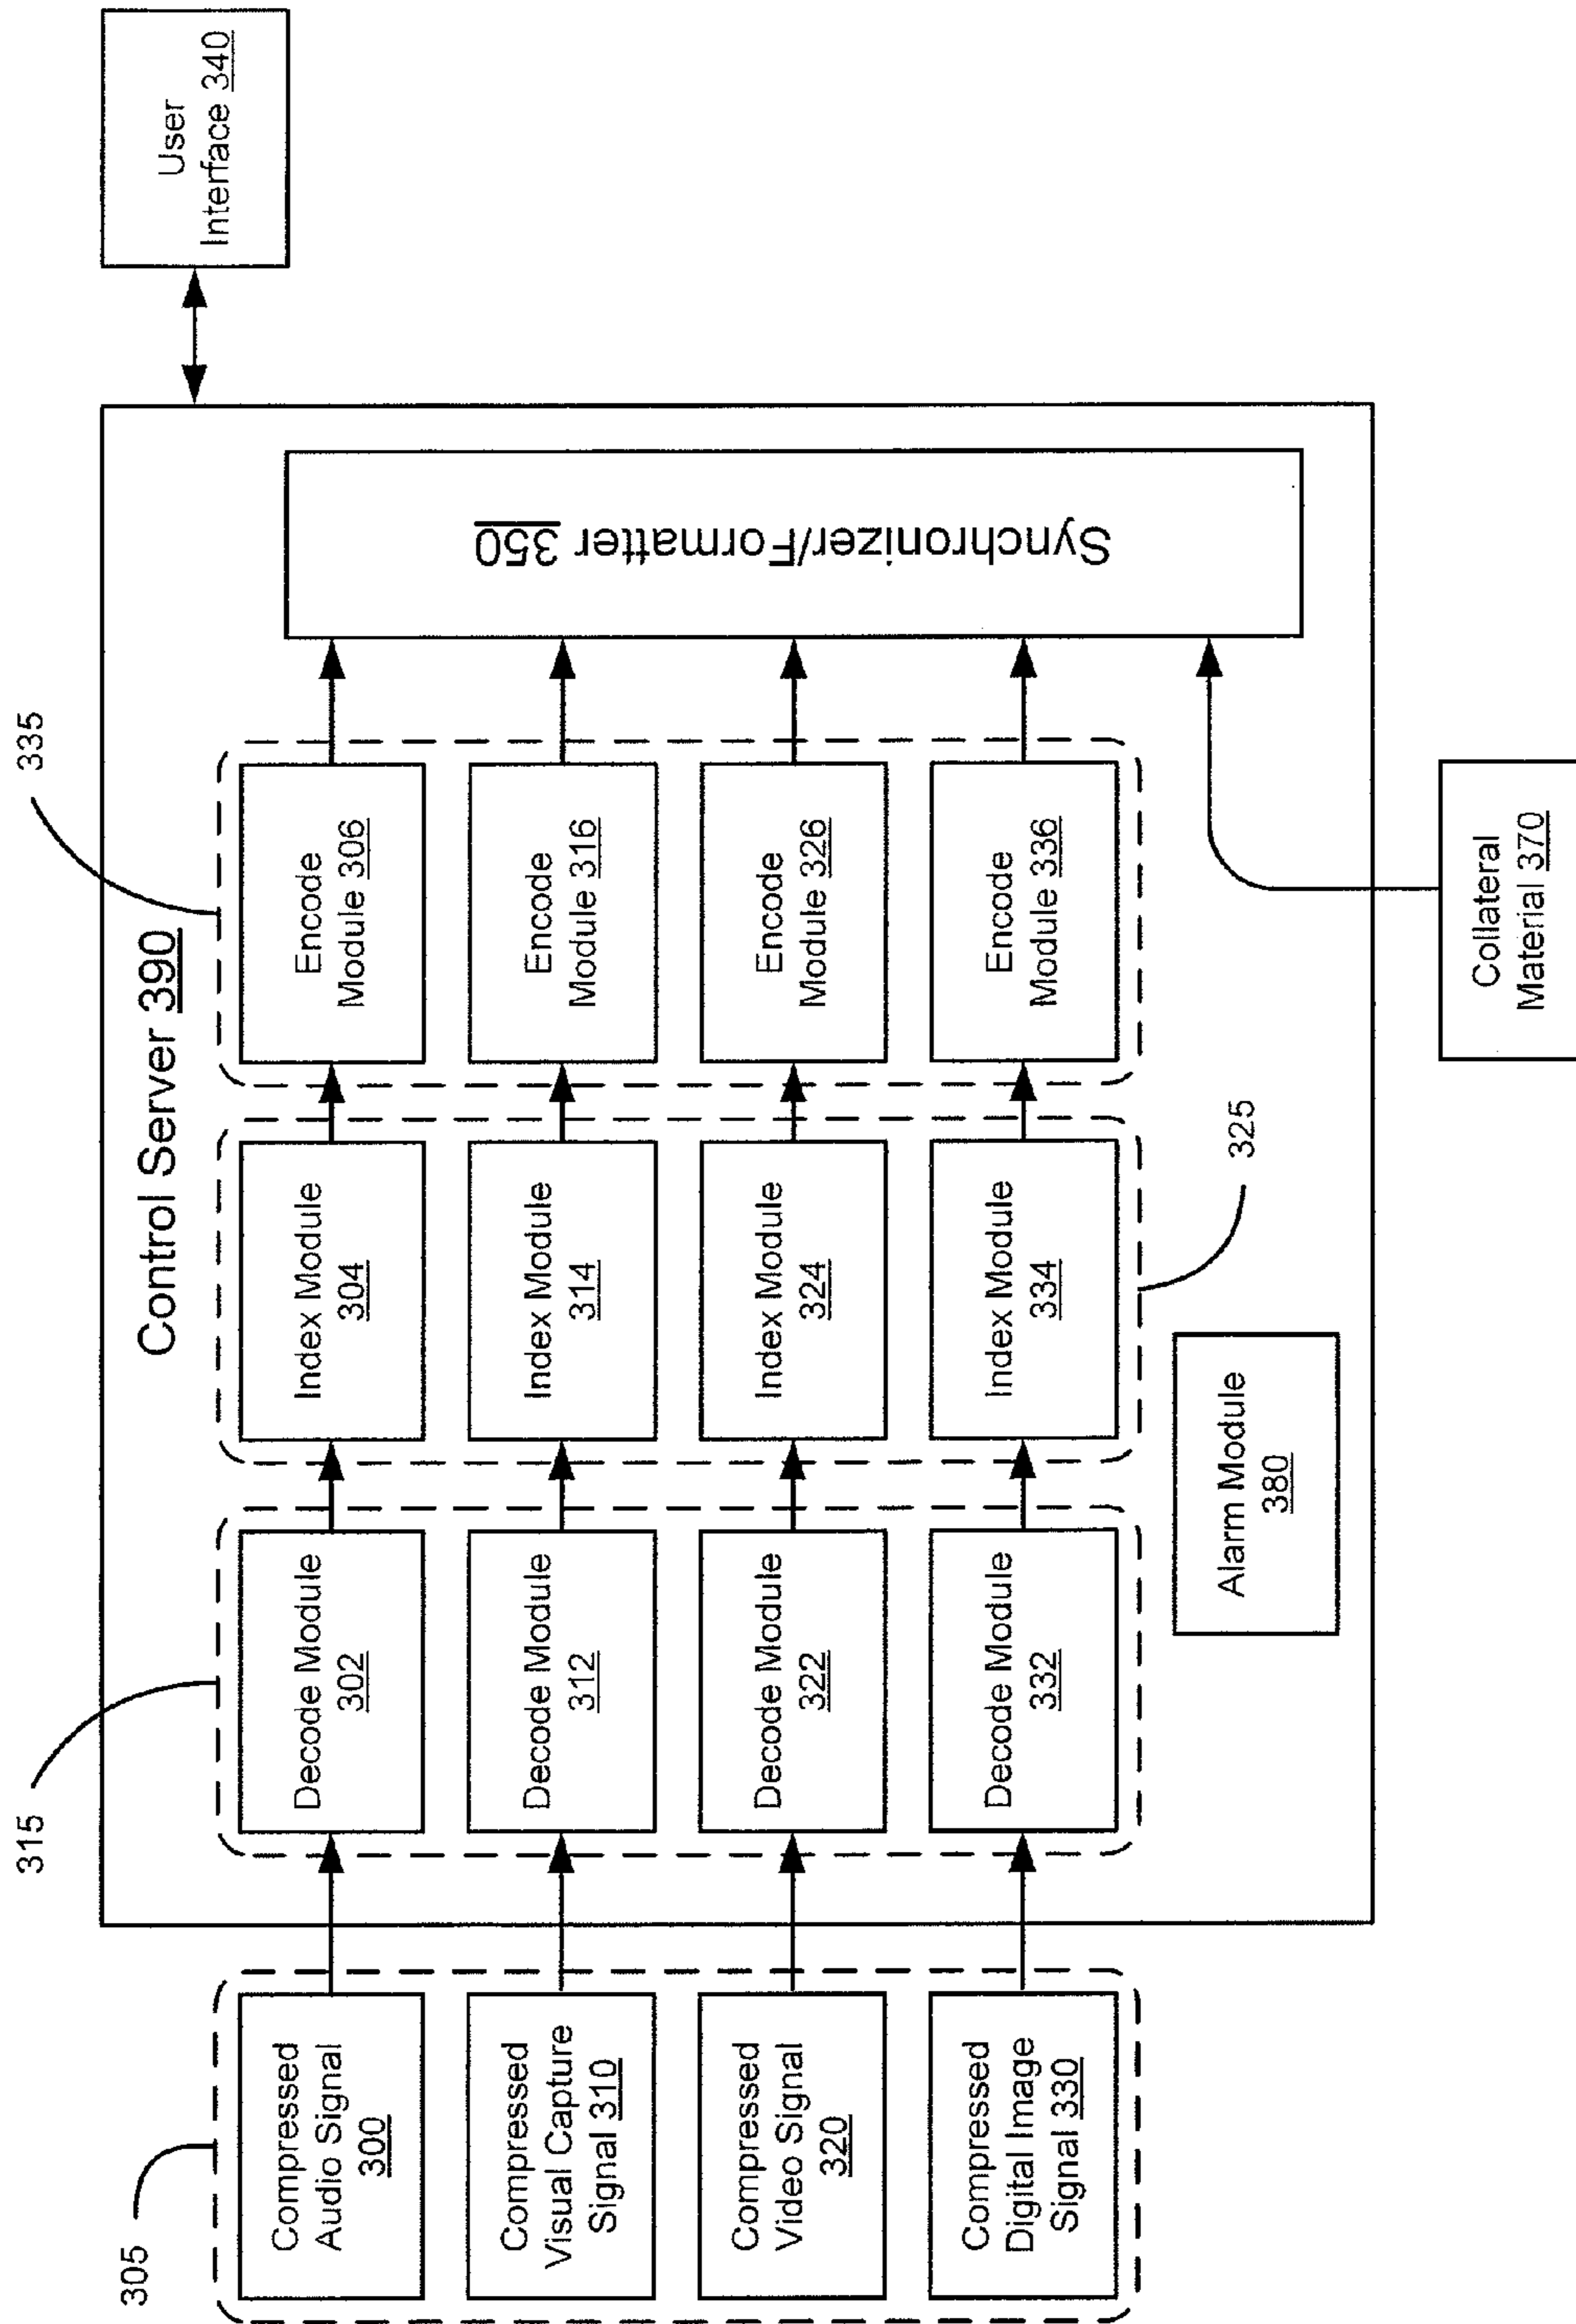 Control Server 390
305
Compressed
Audio Signal
300
Compressed
Visual Capture
Signal 310
Compressed
Video Signal
320
Compressed
Digital Image
Signal 330
315
Decode Module
302
Decode Module
312
Decode Module
322
Decode Module
332
Index Module
304
Index Module
314
Index Module
324
Index Module
334
325
335
Encode
Module 306
Encode
Module 316
Encode
Module 326
Encode
Module 336
Synchronizer/Formatter 350
User
Interface 340
Alarm Module
380
Collateral
Material 370